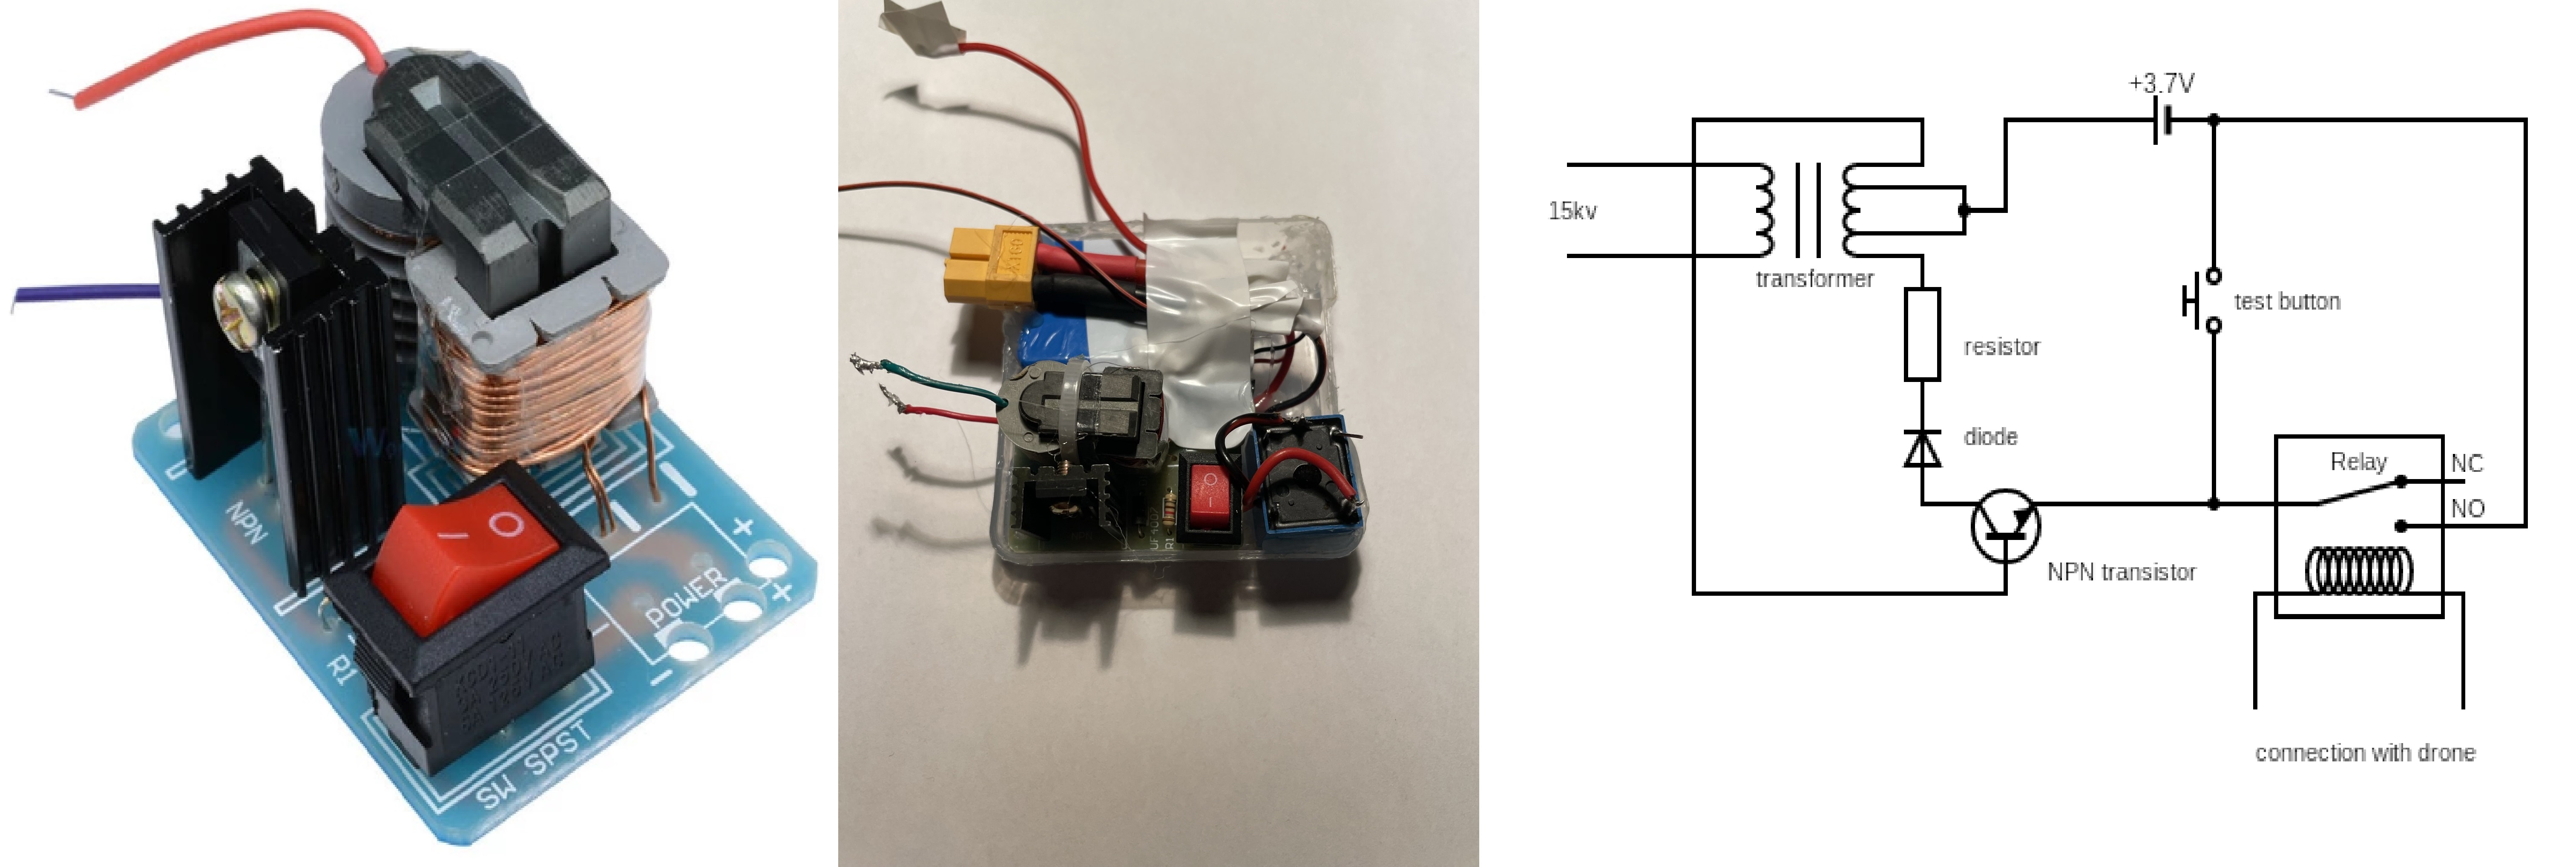 NPN
R1
POWER
+
+
−
SW SPST
I O
O
I
R1
+3.7V
15kv
transformer
test button
resistor
diode
Relay
NC
NO
NPN transistor
connection with drone